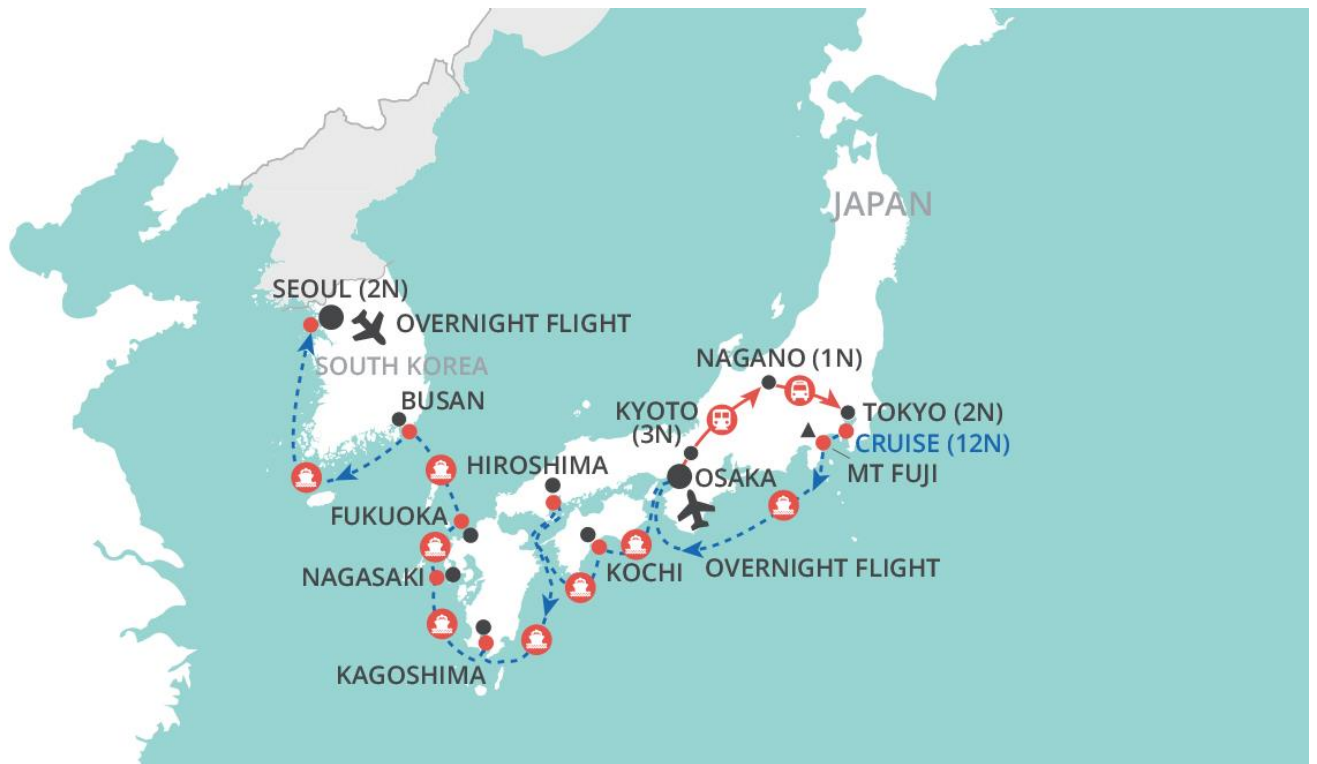 JAPAN
SEOUL (2N)
OVERNIGHT FLIGHT
SOUTH KOREA
BUSAN
NAGANO (1N)
KYOTO
(3N)
TOKYO (2N)
CRUISE (12N)
MT FUJI
HIROSHIMA
OSAKA
FUKUOKA
NAGASAKI
KOCHI
OVERNIGHT FLIGHT
KAGOSHIMA